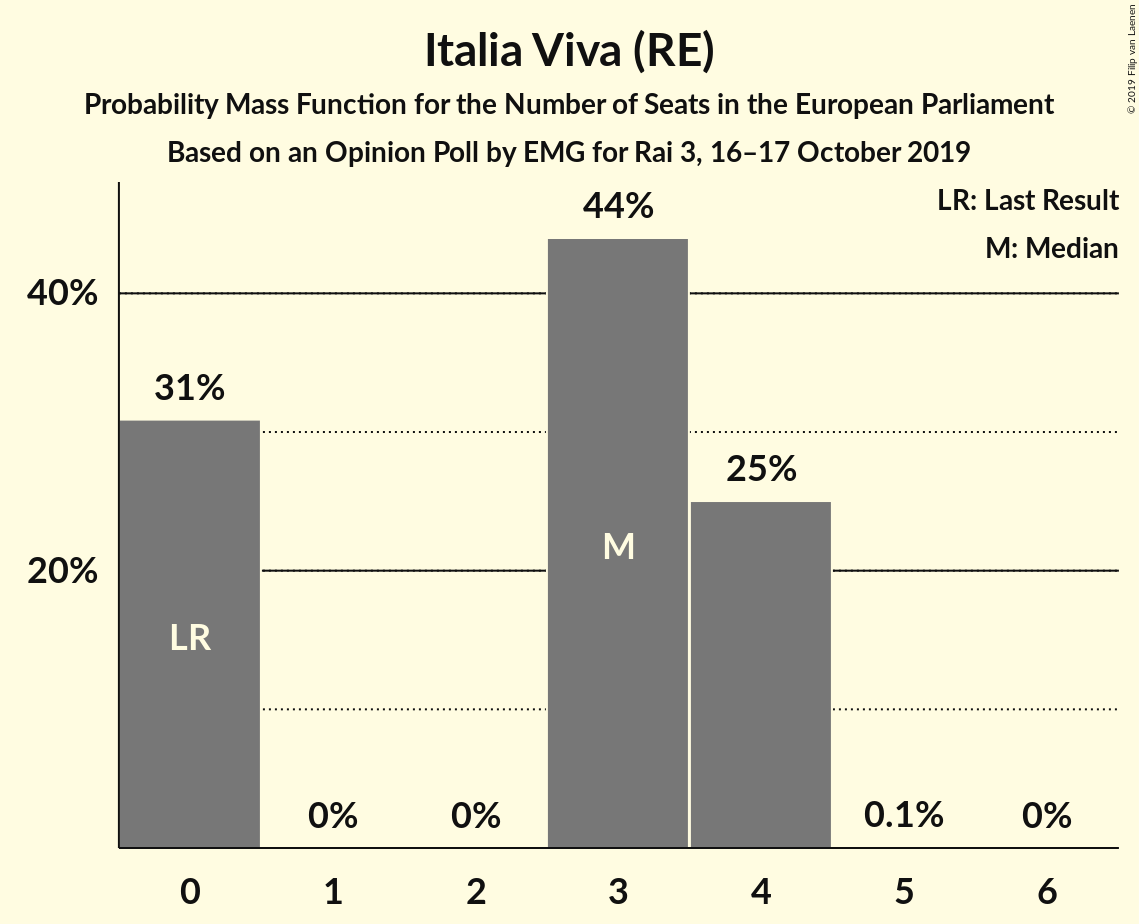 Italia Viva (RE)
Probability Mass Function for the Number of Seats in the European Parliament
Based on an Opinion Poll by EMG for Rai 3, 16–17 October 2019
© 2019 Filip van Laenen
LR: Last Result
M: Median
44%
40%
31%
25%
M
20%
LR
0%
0%
0.1%
0%
0 1 2 3 4 5 6